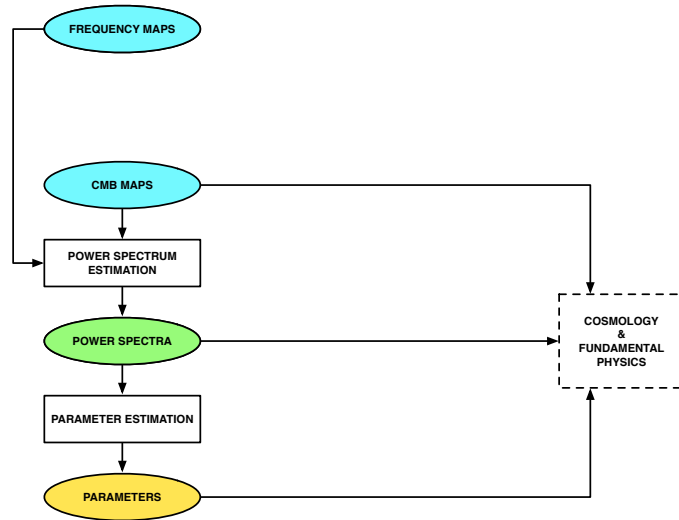 FREQUENCY MAPS
CMB MAPS
POWER SPECTRUM
ESTIMATION
POWER SPECTRA
PARAMETER ESTIMATION
PARAMETERS
COSMOLOGY
&
FUNDAMENTAL
PHYSICS